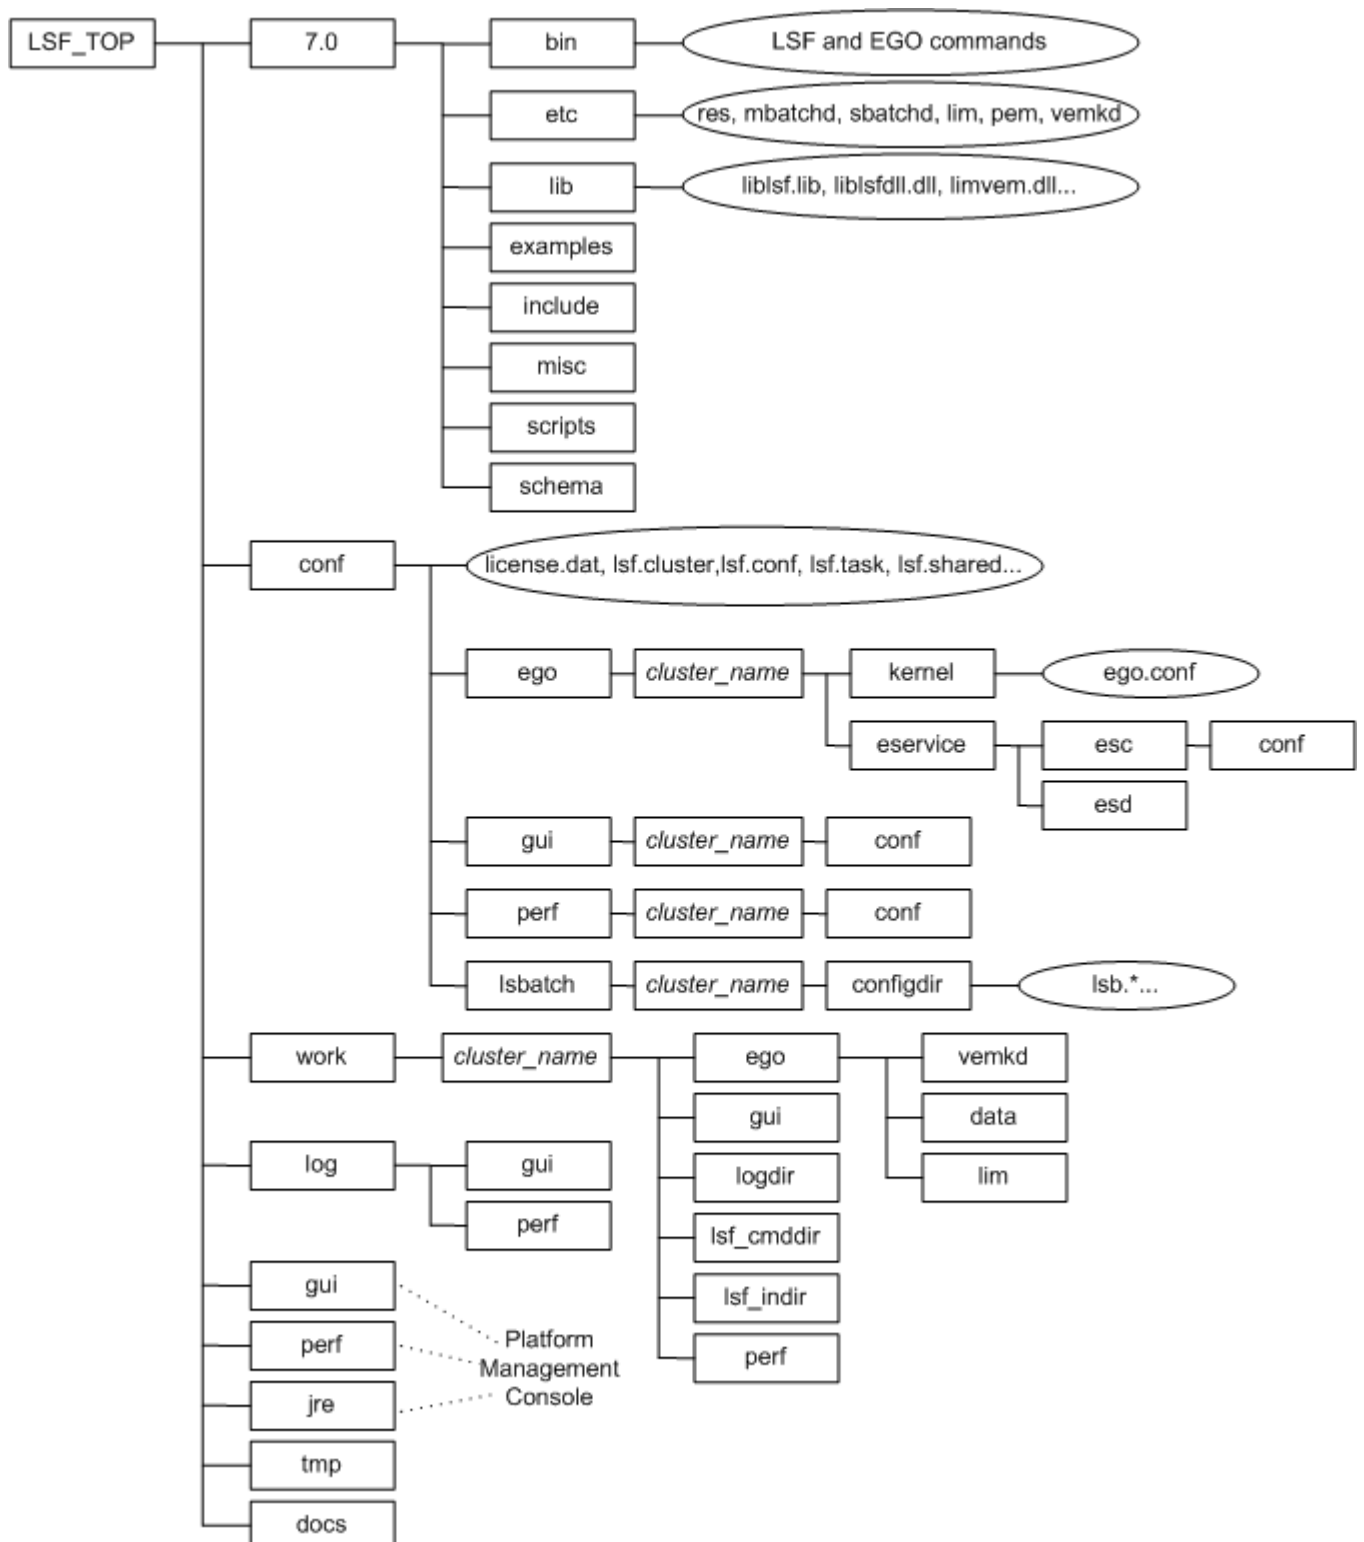 LSF_TOP
7.0
bin
LSF and EGO commands
etc
res, mbatchd, sbatchd, lim, pem, vemkd
lib
liblsf.lib, liblsfdll.dll, limvem.dll...
examples
include
misc
scripts
schema
conf
license.dat, lsf.cluster,lsf.conf, lsf.task, lsf.shared...
ego
cluster_name
kernel
ego.conf
eservice
esc
conf
esd
gui
cluster_name
conf
perf
cluster_name
conf
lsbatch
cluster_name
configdir
lsb.*...
work
cluster_name
ego
vemkd
gui
data
log
gui
logdir
lim
perf
lsf_cmddir
gui
lsf_indir
perf
Platform
Management
Console
perf
jre
tmp
docs